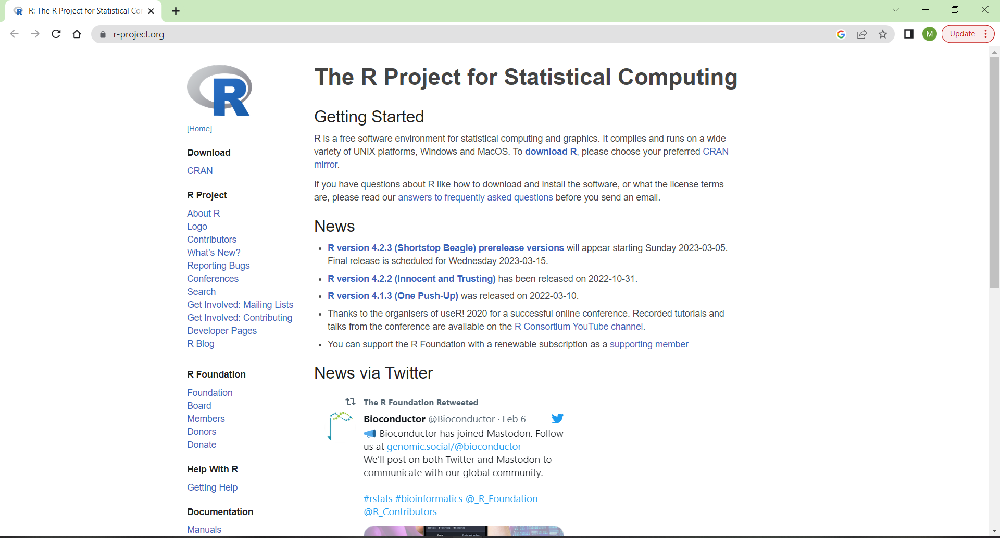 R: The R Project for Statistical Co
r-project.org
M
Update
R
The R Project for Statistical Computing
[Home]
Download
CRAN
R Project
About R
Logo
Contributors
What's New?
Reporting Bugs
Conferences
Search
Get Involved: Mailing Lists
Get Involved: Contributing
Developer Pages
R Blog
R Foundation
Foundation
Board
Members
Donors
Donate
Help With R
Getting Help
Documentation
Manuals
Getting Started
R is a free software environment for statistical computing and graphics. It compiles and runs on a wide
variety of UNIX platforms, Windows and MacOS. To download R, please choose your preferred CRAN
mirror.
If you have questions about R like how to download and install the software, or what the license terms
are, please read our answers to frequently asked questions before you send an email.
News
• R version 4.2.3 (Shortstop Beagle) prerelease versions will appear starting Sunday 2023-03-05.
Final release is scheduled for Wednesday 2023-03-15.
• R version 4.2.2 (Innocent and Trusting) has been released on 2022-10-31.
• R version 4.1.3 (One Push-Up) was released on 2022-03-10.
• Thanks to the organisers of useR! 2020 for a successful online conference. Recorded tutorials and
talks from the conference are available on the R Consortium YouTube channel.
• You can support the R Foundation with a renewable subscription as a supporting member
News via Twitter
The R Foundation Retweeted
Bioconductor @Bioconductor · Feb 6
📣 Bioconductor has joined Mastodon. Follow
us at genomic.social/@bioconductor
We'll post on both Twitter and Mastodon to
communicate with our global community.
#rstats #bioinformatics @_R_Foundation
@R_Contributors
Posts Posts and replies